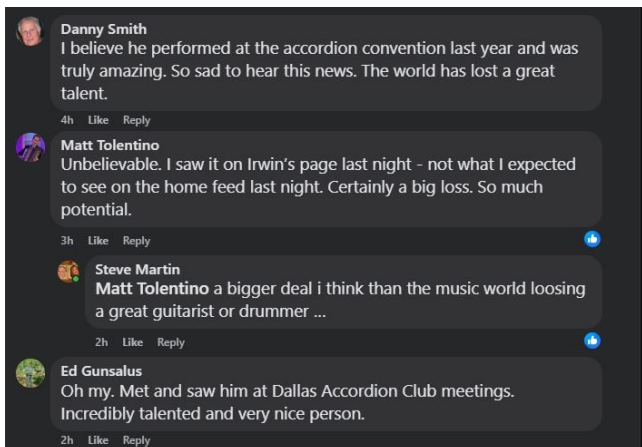 Danny Smith
I believe he performed at the accordion convention last year and was
truly amazing. So sad to hear this news. The world has lost a great
talent.
4h Like Reply
Matt Tolentino
Unbelievable. I saw it on Irwin's page last night - not what I expected
to see on the home feed last night. Certainly a big loss. So much
potential.
3h Like Reply
Steve Martin
Matt Tolentino a bigger deal i think than the music world loosing
a great guitarist or drummer ...
2h Like Reply
Ed Gunsalus
Oh my. Met and saw him at Dallas Accordion Club meetings.
Incredibly talented and very nice person.
2h Like Reply